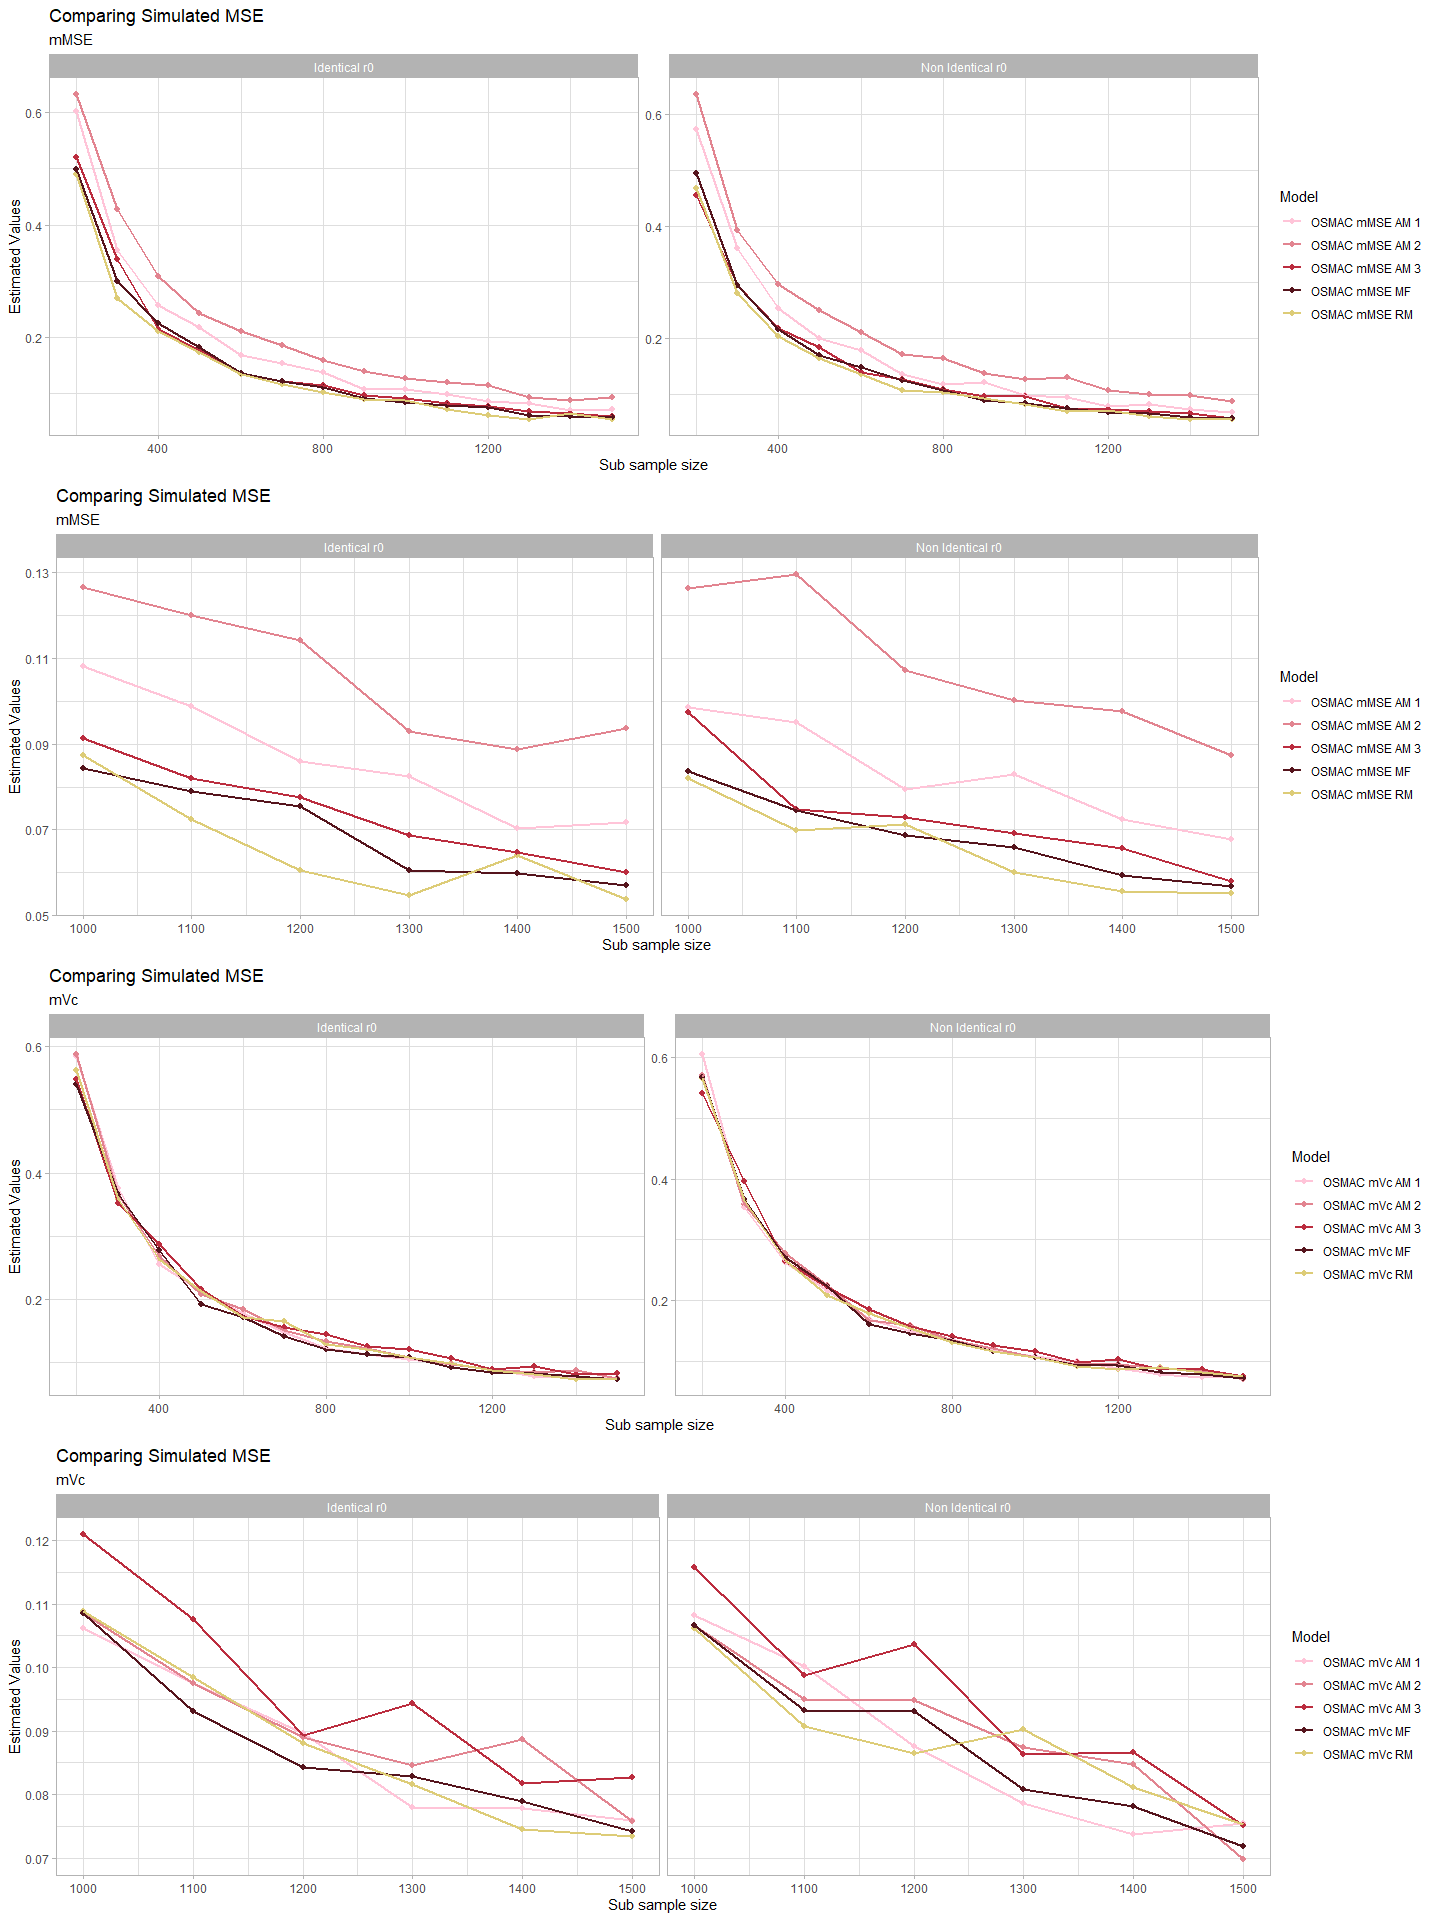 Comparing Simulated MSE
mMSE
Identical r0
Non Identical r0
Estimated Values
0.6
0.4
0.2
0.6
0.4
0.2
400
800
1200
400
800
1200
Sub sample size
Model
OSMAC mMSE AM 1
OSMAC mMSE AM 2
OSMAC mMSE AM 3
OSMAC mMSE MF
OSMAC mMSE RM
Comparing Simulated MSE
mMSE
Identical r0
Non Identical r0
Estimated Values
0.13
0.11
0.09
0.07
0.05
1000
1100
1200
1300
1400
1500
1000
1100
1200
1300
1400
1500
Sub sample size
Model
OSMAC mMSE AM 1
OSMAC mMSE AM 2
OSMAC mMSE AM 3
OSMAC mMSE MF
OSMAC mMSE RM
Comparing Simulated MSE
mVc
Identical r0
Non Identical r0
Estimated Values
0.6
0.4
0.2
0.6
0.4
0.2
400
800
1200
400
800
1200
Sub sample size
Model
OSMAC mVc AM 1
OSMAC mVc AM 2
OSMAC mVc AM 3
OSMAC mVc MF
OSMAC mVc RM
Comparing Simulated MSE
mVc
Identical r0
Non Identical r0
Estimated Values
0.12
0.11
0.10
0.09
0.08
0.07
1000
1100
1200
1300
1400
1500
1000
1100
1200
1300
1400
1500
Sub sample size
Model
OSMAC mVc AM 1
OSMAC mVc AM 2
OSMAC mVc AM 3
OSMAC mVc MF
OSMAC mVc RM